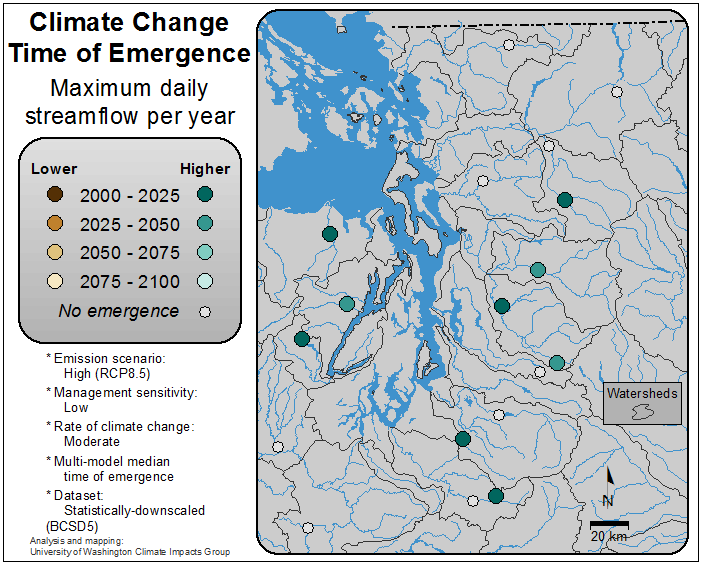 Climate Change
Time of Emergence
Maximum daily
streamflow per year
Lower Higher
2000 - 2025
2025 - 2050
2050 - 2075
2075 - 2100
No emergence
* Emission scenario:
High (RCP8.5)
* Management sensitivity:
Low
* Rate of climate change:
Moderate
* Multi-model median
time of emergence
* Dataset:
Statistically-downscaled
(BCSD5)
Analysis and mapping:
University of Washington Climate Impacts Group
Watersheds
N
20 km